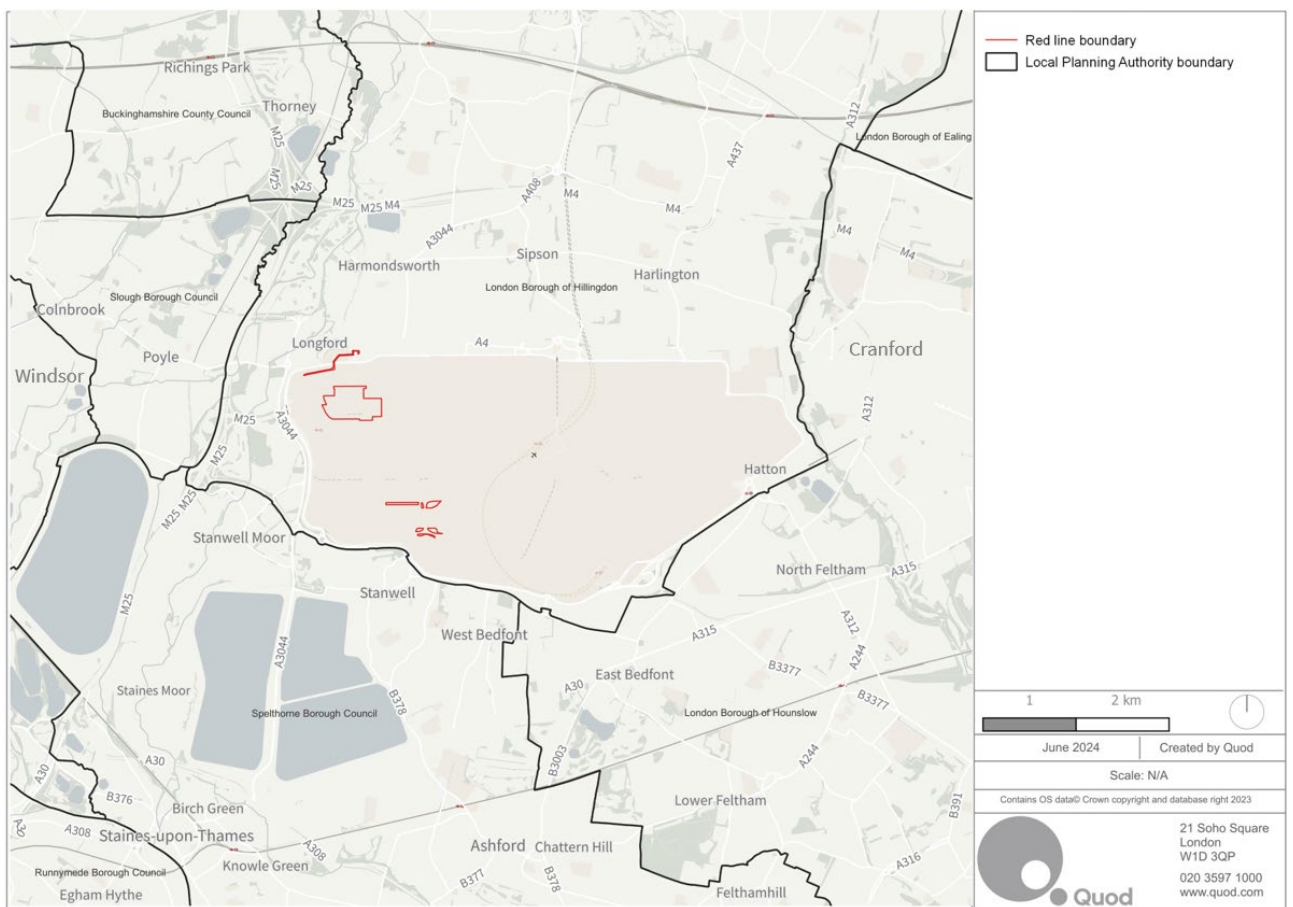 Richings Park
Buckinghamshire County Council
Thorney
M25
M25
M25
M25 M4
A408
M4
A437
M4
A312
London Borough of Ealing
M4
M4
A3044
Harmondsworth
Sipson
Harlington
London Borough of Hillingdon
Slough Borough Council
Colnbrook
Poyle
Windsor
Longford
A4
Cranford
A312
M25
A3044
M25
M25 M25
Hatton
Stanwell Moor
Stanwell
M25
North Feltham
A315
West Bedfont
A315
A312
A244
A3044
B378
Staines Moor
Spelthorne Borough Council
East Bedfont
A30
B3377
B3377
London Borough of Hounslow
A30
A30
B3003
A244
B376
Birch Green
Lower Feltham
B391
A30
A308
Staines-upon-Thames
A308
Knowle Green
Ashford
Chattern Hill
A316
Runnymede Borough Council
Egham Hythe
B377
B378
Felthamhill
Red line boundary
Local Planning Authority boundary
1 2 km
June 2024 Created by Quod
Scale: N/A
Contains OS data© Crown copyright and database right 2023
Quod
21 Soho Square
London
W1D 3QP
020 3597 1000
www.quod.com